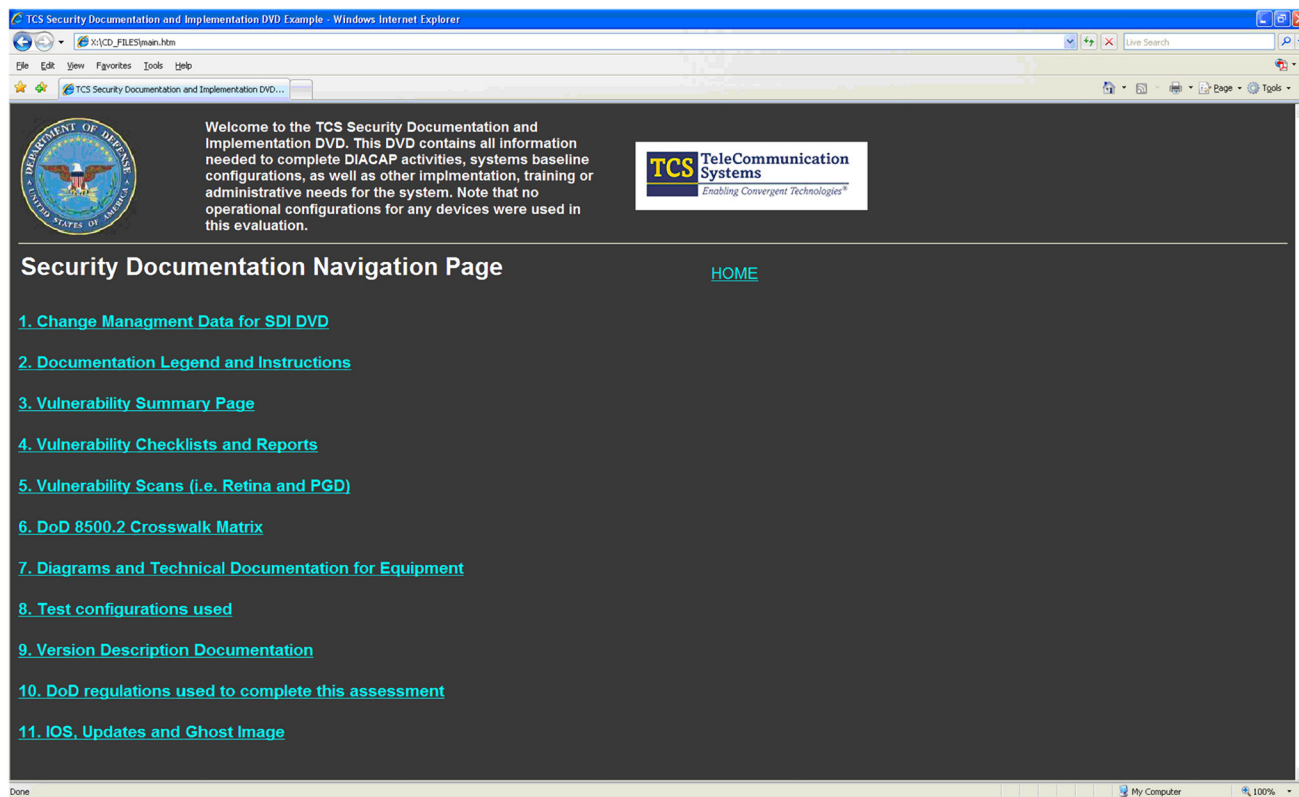 TCS Security Documentation and Implementation DVD Example - Windows Internet Explorer
X:\CD_FILES\main.htm
Live Search
File Edit View Favorites Tools Help
TCS Security Documentation and Implementation DVD...
Page Tools
DEPARTMENT OF DEFENSE
UNITED STATES OF AMERICA
Welcome to the TCS Security Documentation and
Implementation DVD. This DVD contains all information
needed to complete DIACAP activities, systems baseline
configurations, as well as other implmentation, training or
administrative needs for the system. Note that no
operational configurations for any devices were used in
this evaluation.
TCS TeleCommunication
Systems
Enabling Convergent Technologies®
Security Documentation Navigation Page
HOME
1. Change Managment Data for SDI DVD
2. Documentation Legend and Instructions
3. Vulnerability Summary Page
4. Vulnerability Checklists and Reports
5. Vulnerability Scans (i.e. Retina and PGD)
6. DoD 8500.2 Crosswalk Matrix
7. Diagrams and Technical Documentation for Equipment
8. Test configurations used
9. Version Description Documentation
10. DoD regulations used to complete this assessment
11. IOS, Updates and Ghost Image
Done
My Computer
100%